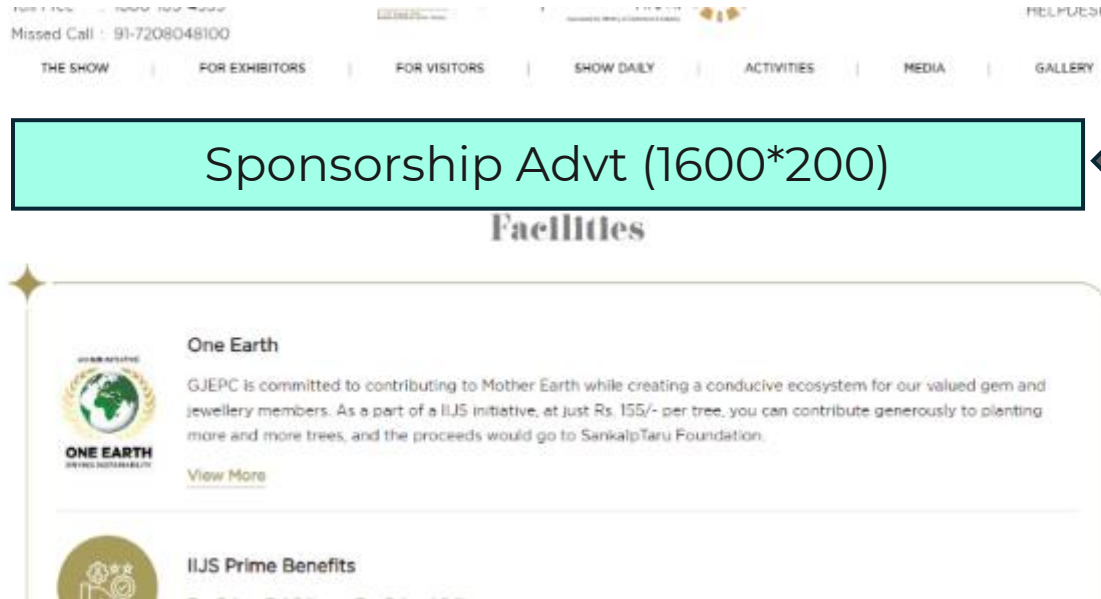 Missed Call : 91-7208048100
HELPDESK
THE SHOW | FOR EXHIBITORS | FOR VISITORS | SHOW DAILY | ACTIVITIES | MEDIA | GALLERY
Sponsorship Advt (1600*200)
Facilities
One Earth
GJEPC is committed to contributing to Mother Earth while creating a conducive ecosystem for our valued gem and
jewellery members. As a part of a IIJS initiative, at just Rs. 155/- per tree, you can contribute generously to planting
more and more trees, and the proceeds would go to SankalpTaru Foundation.
ONE EARTH
View More
IIJS Prime Benefits